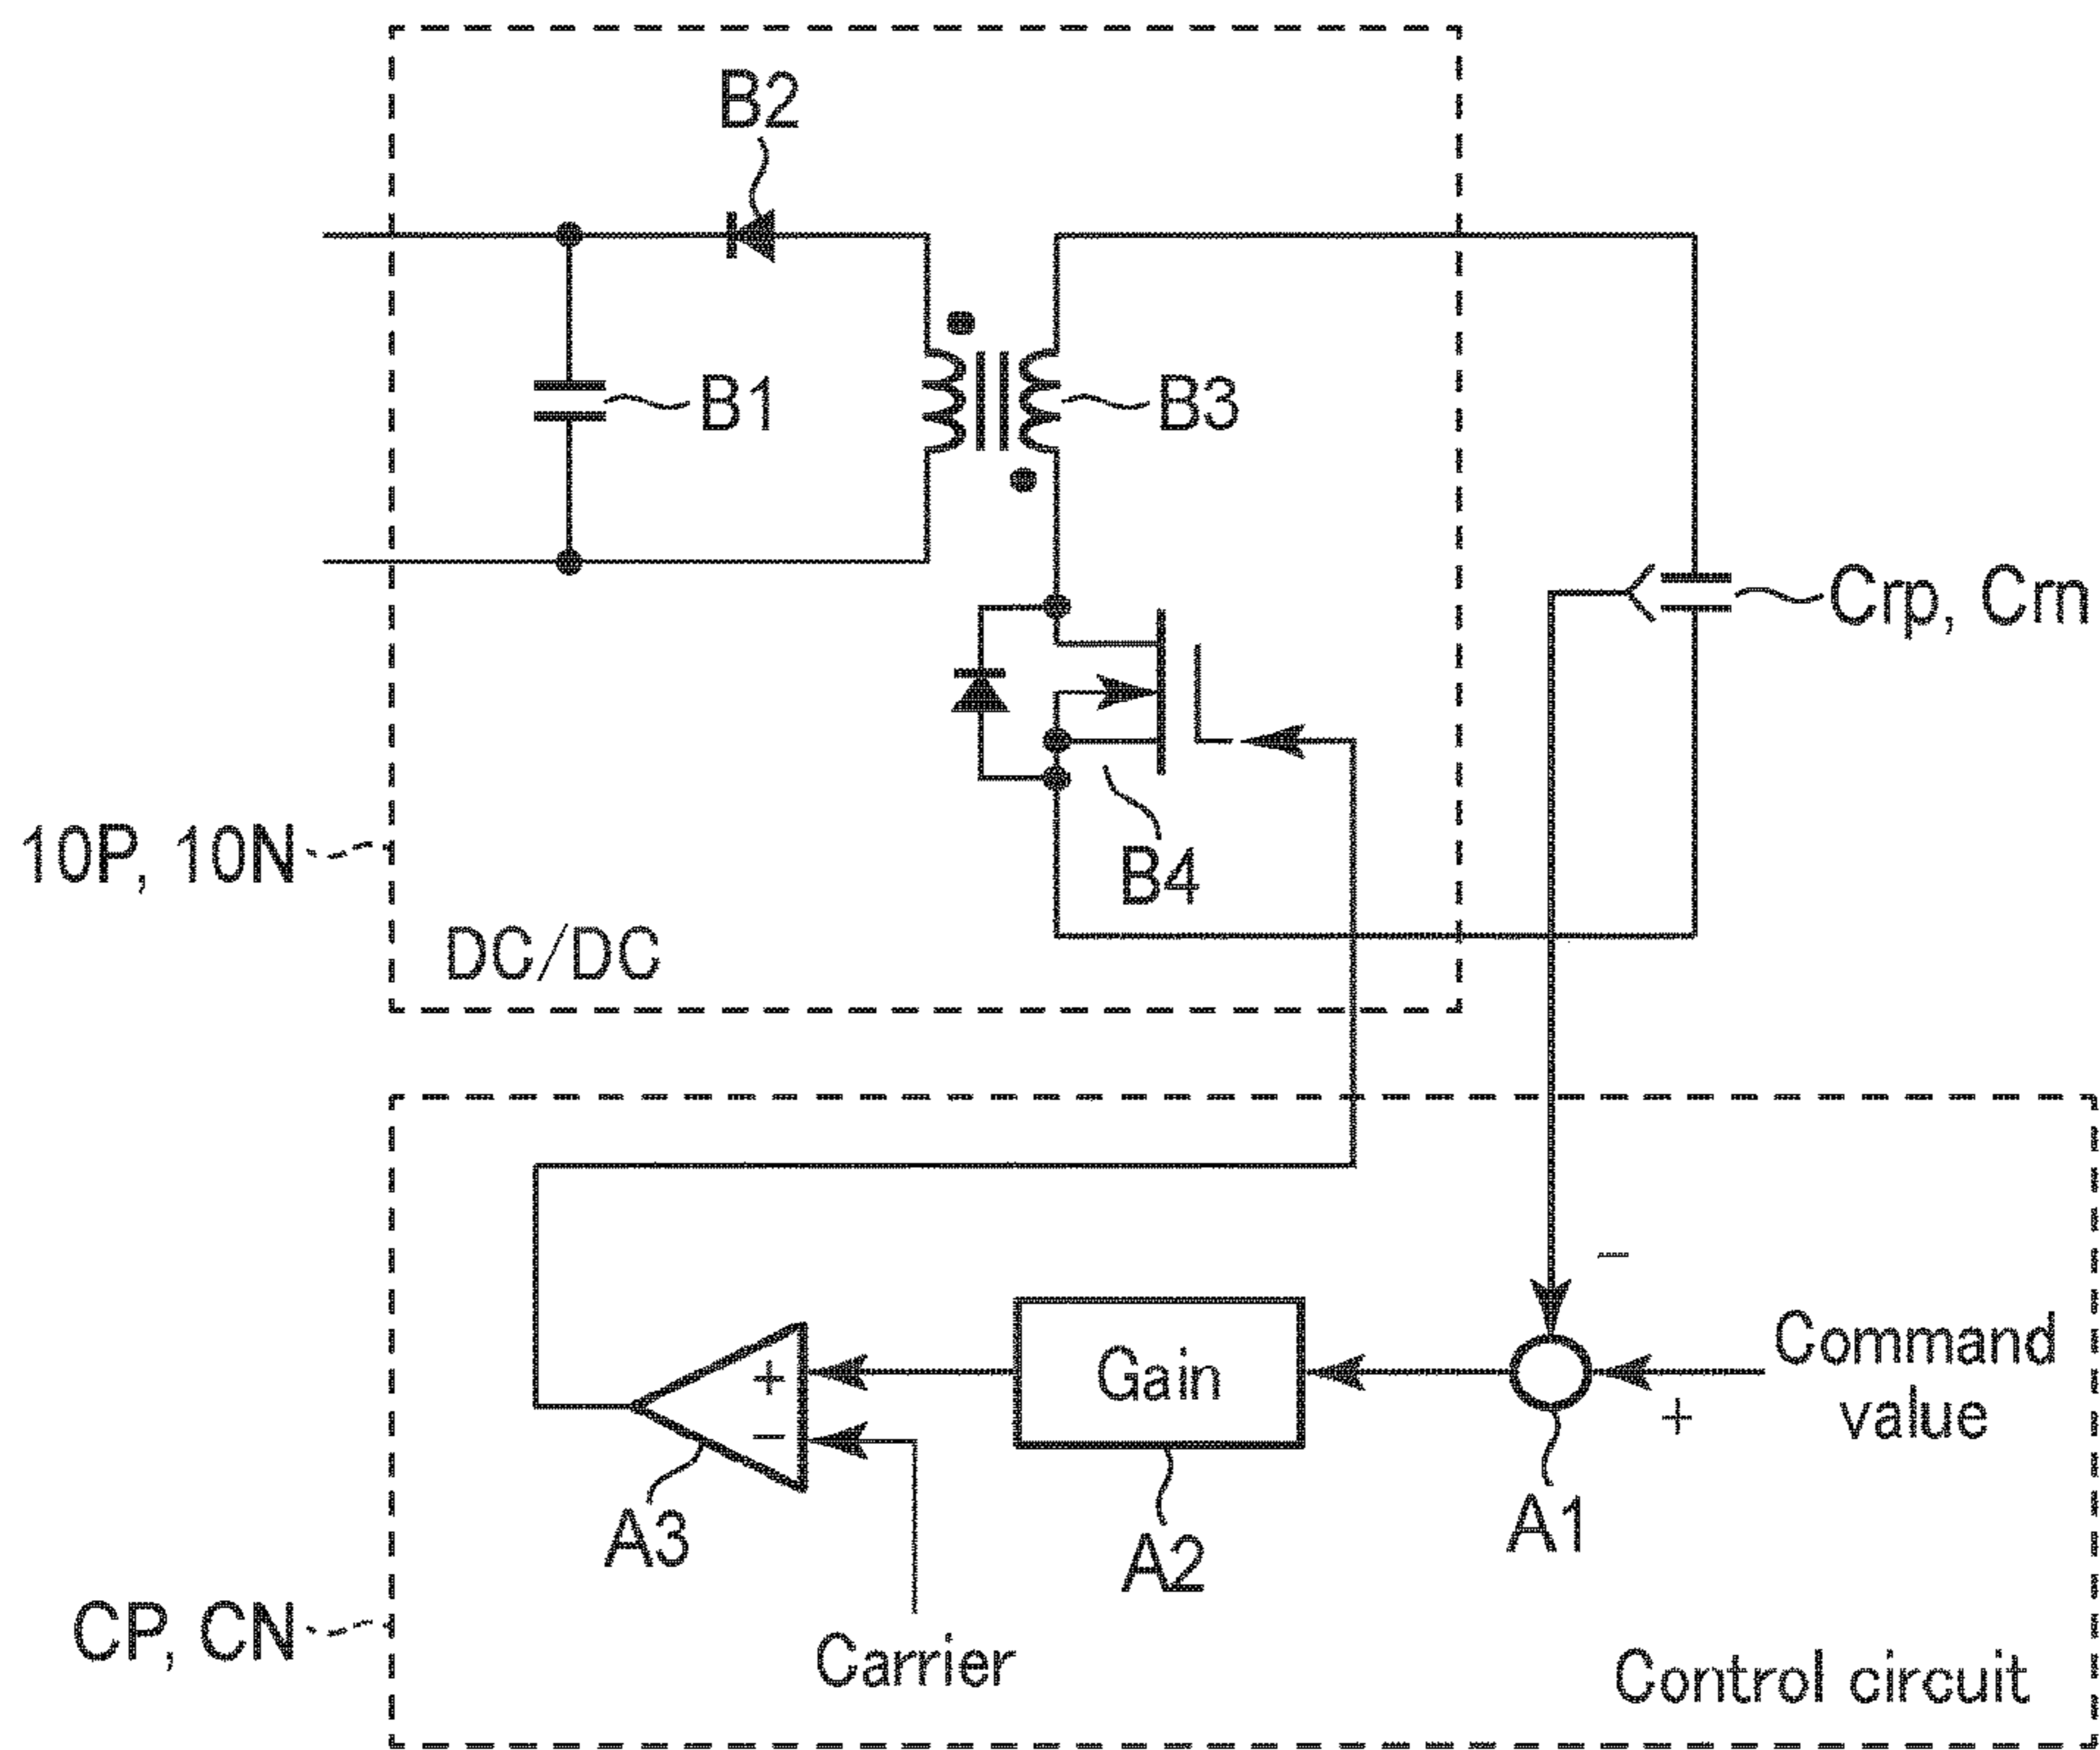 B2
B1
B3
Crp, Crn
10P, 10N
B4
DC/DC
−
Command
value
+
Gain
+
−
A3
A2
A1
CP, CN
Carrier
Control circuit